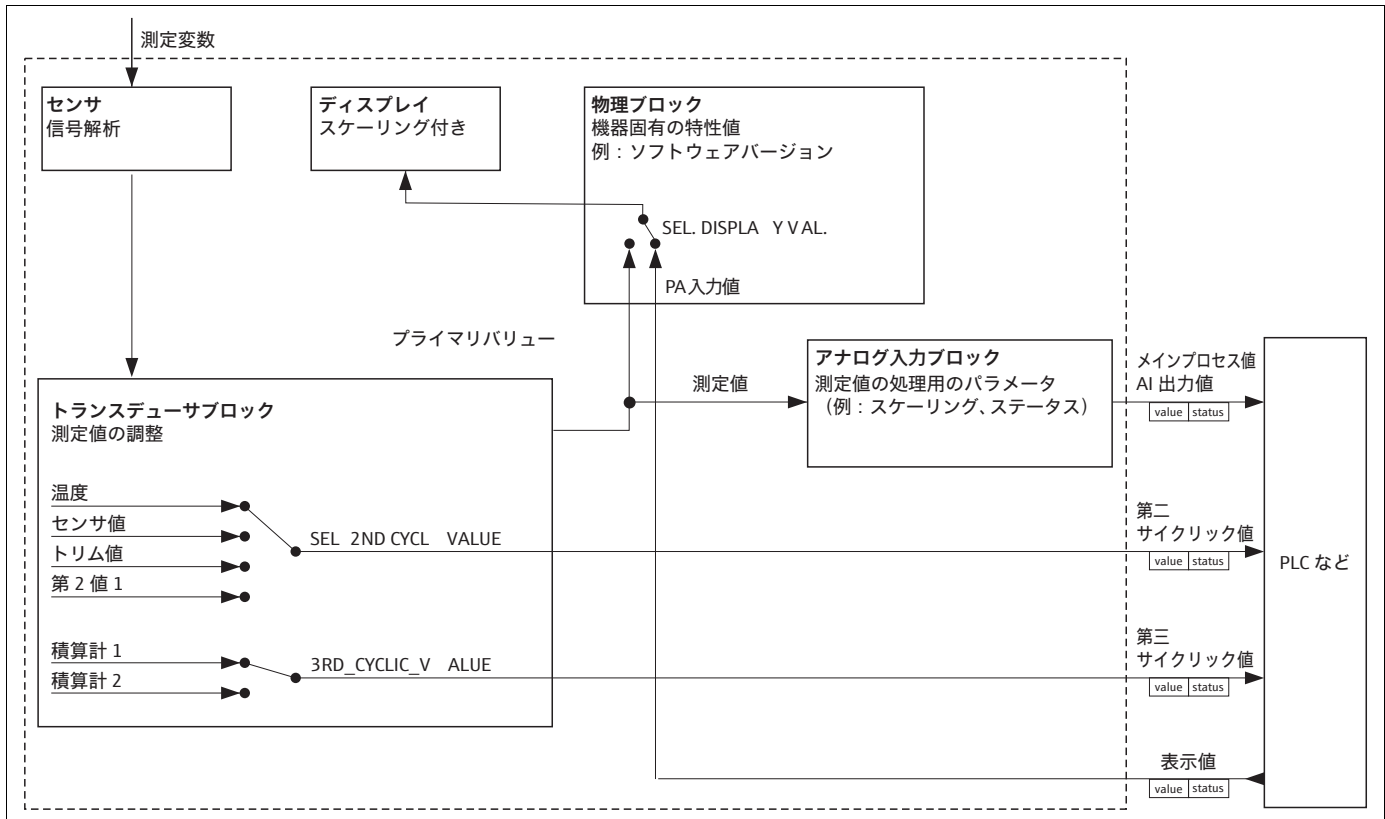 測定変数
センサ
信号解析
ディスプレイ
スケーリング付き
物理ブロック
機器固有の特性値
例：ソフトウェアバージョン
SEL. DISPLA Y VAL.
PA入力値
プライマリバリュー
トランスデューサブロック
測定値の調整
測定値
アナログ入力ブロック
測定値の処理用のパラメータ
（例：スケーリング、ステータス）
メインプロセス値
AI 出力値
value status
温度
センサ値
トリム値
第 2 値 1
SEL 2ND CYCL VALUE
第二
サイクリック値
value status
PLC など
積算計 1
積算計 2
3RD_CYCLIC_V ALUE
第三
サイクリック値
value status
表示値
value status